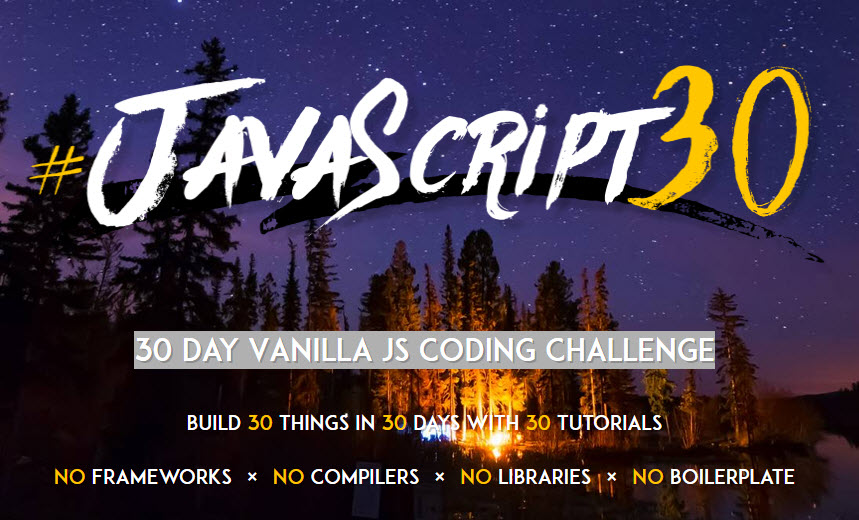 #JavaScript30
30 DAY VANILLA JS CODING CHALLENGE
BUILD 30 THINGS IN 30 DAYS WITH 30 TUTORIALS
NO FRAMEWORKS × NO COMPILERS × NO LIBRARIES × NO BOILERPLATE